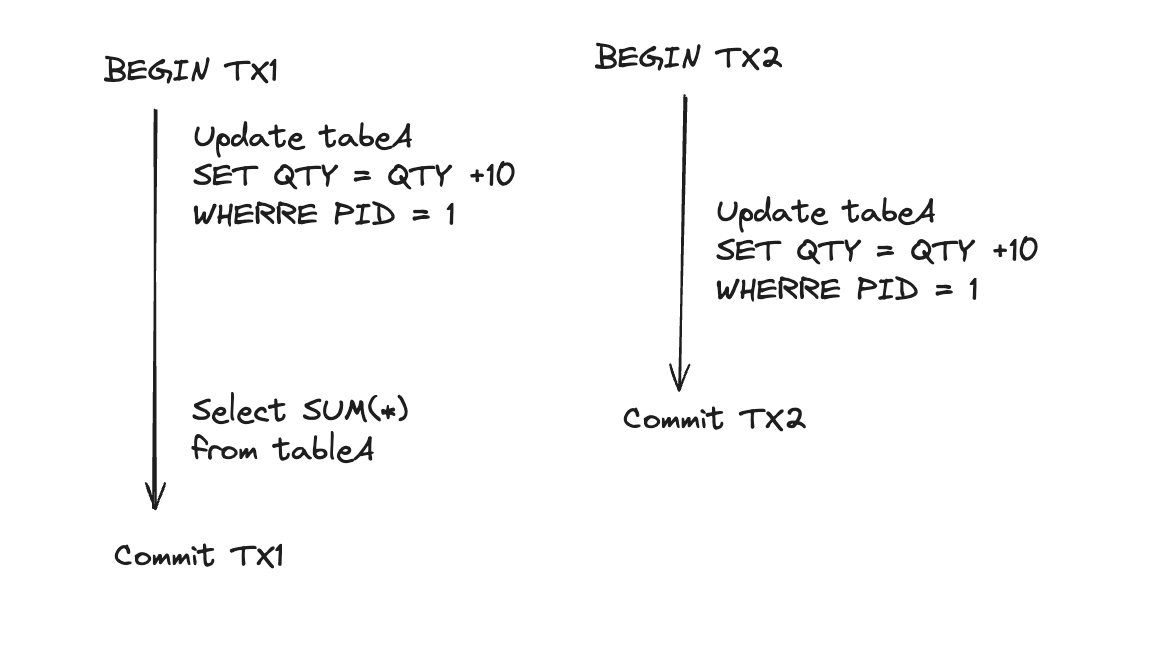 BEGIN TX1
Update tabeA
SET QTY = QTY +10
WHERRE PID = 1
Select SUM(*)
from tableA
Commit TX1
BEGIN TX2
Update tabeA
SET QTY = QTY +10
WHERRE PID = 1
Commit TX2